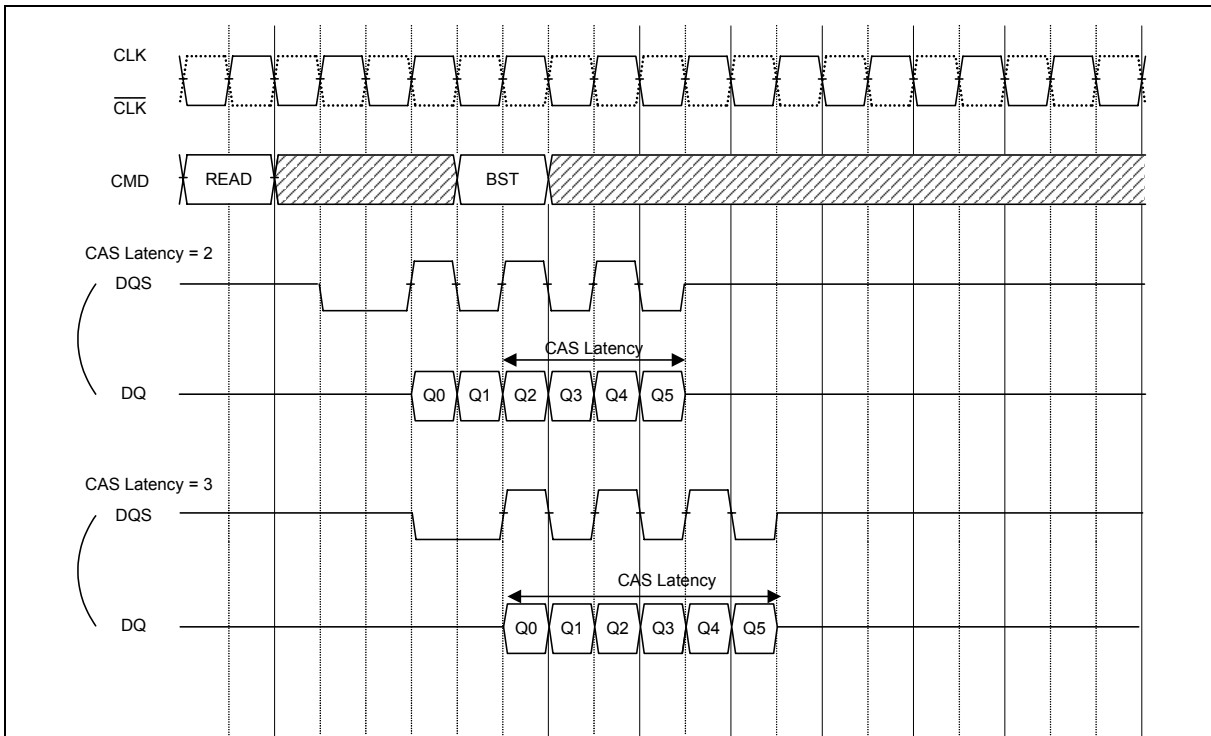 CLK
CLK
CMD READ BST
CAS Latency = 2
DQS
CAS Latency
DQ Q0 Q1 Q2 Q3 Q4 Q5
CAS Latency = 3
DQS
CAS Latency
DQ Q0 Q1 Q2 Q3 Q4 Q5